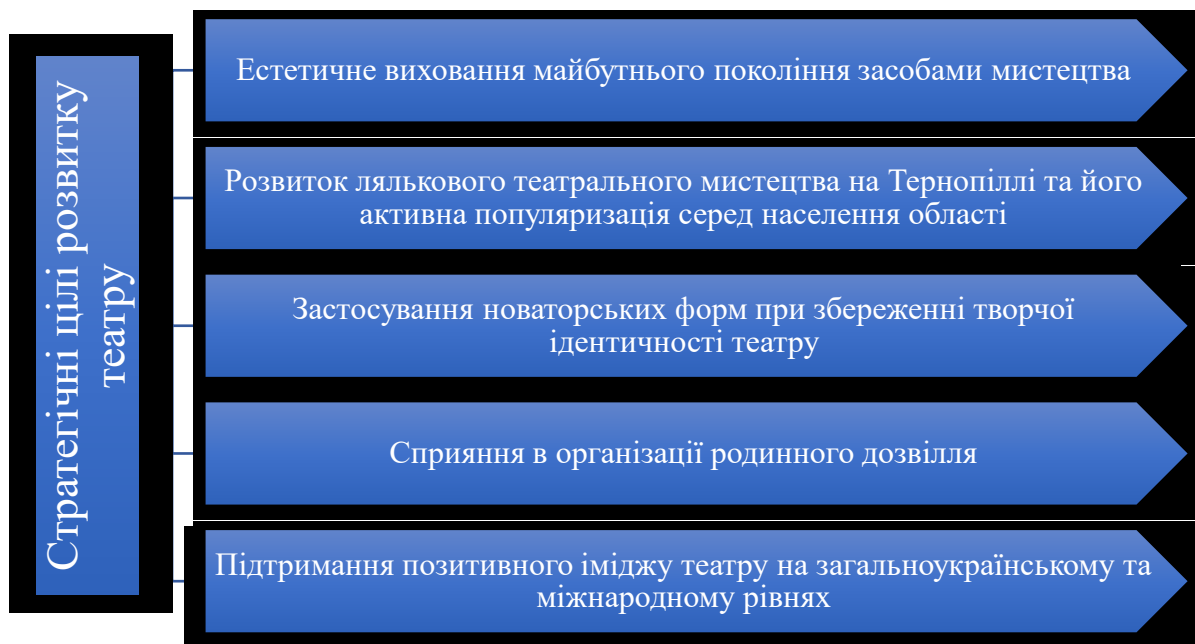 Стратегічні цілі розвитку
театру
Естетичне виховання майбутнього покоління засобами мистецтва
Розвиток лялькового театрального мистецтва на Тернопіллі та його
активна популяризація серед населення області
Застосування новаторських форм при збереженні творчої
ідентичності театру
Сприяння в організації родинного дозвілля
Підтримання позитивного іміджу театру на загальноукраїнському та
міжнародному рівнях